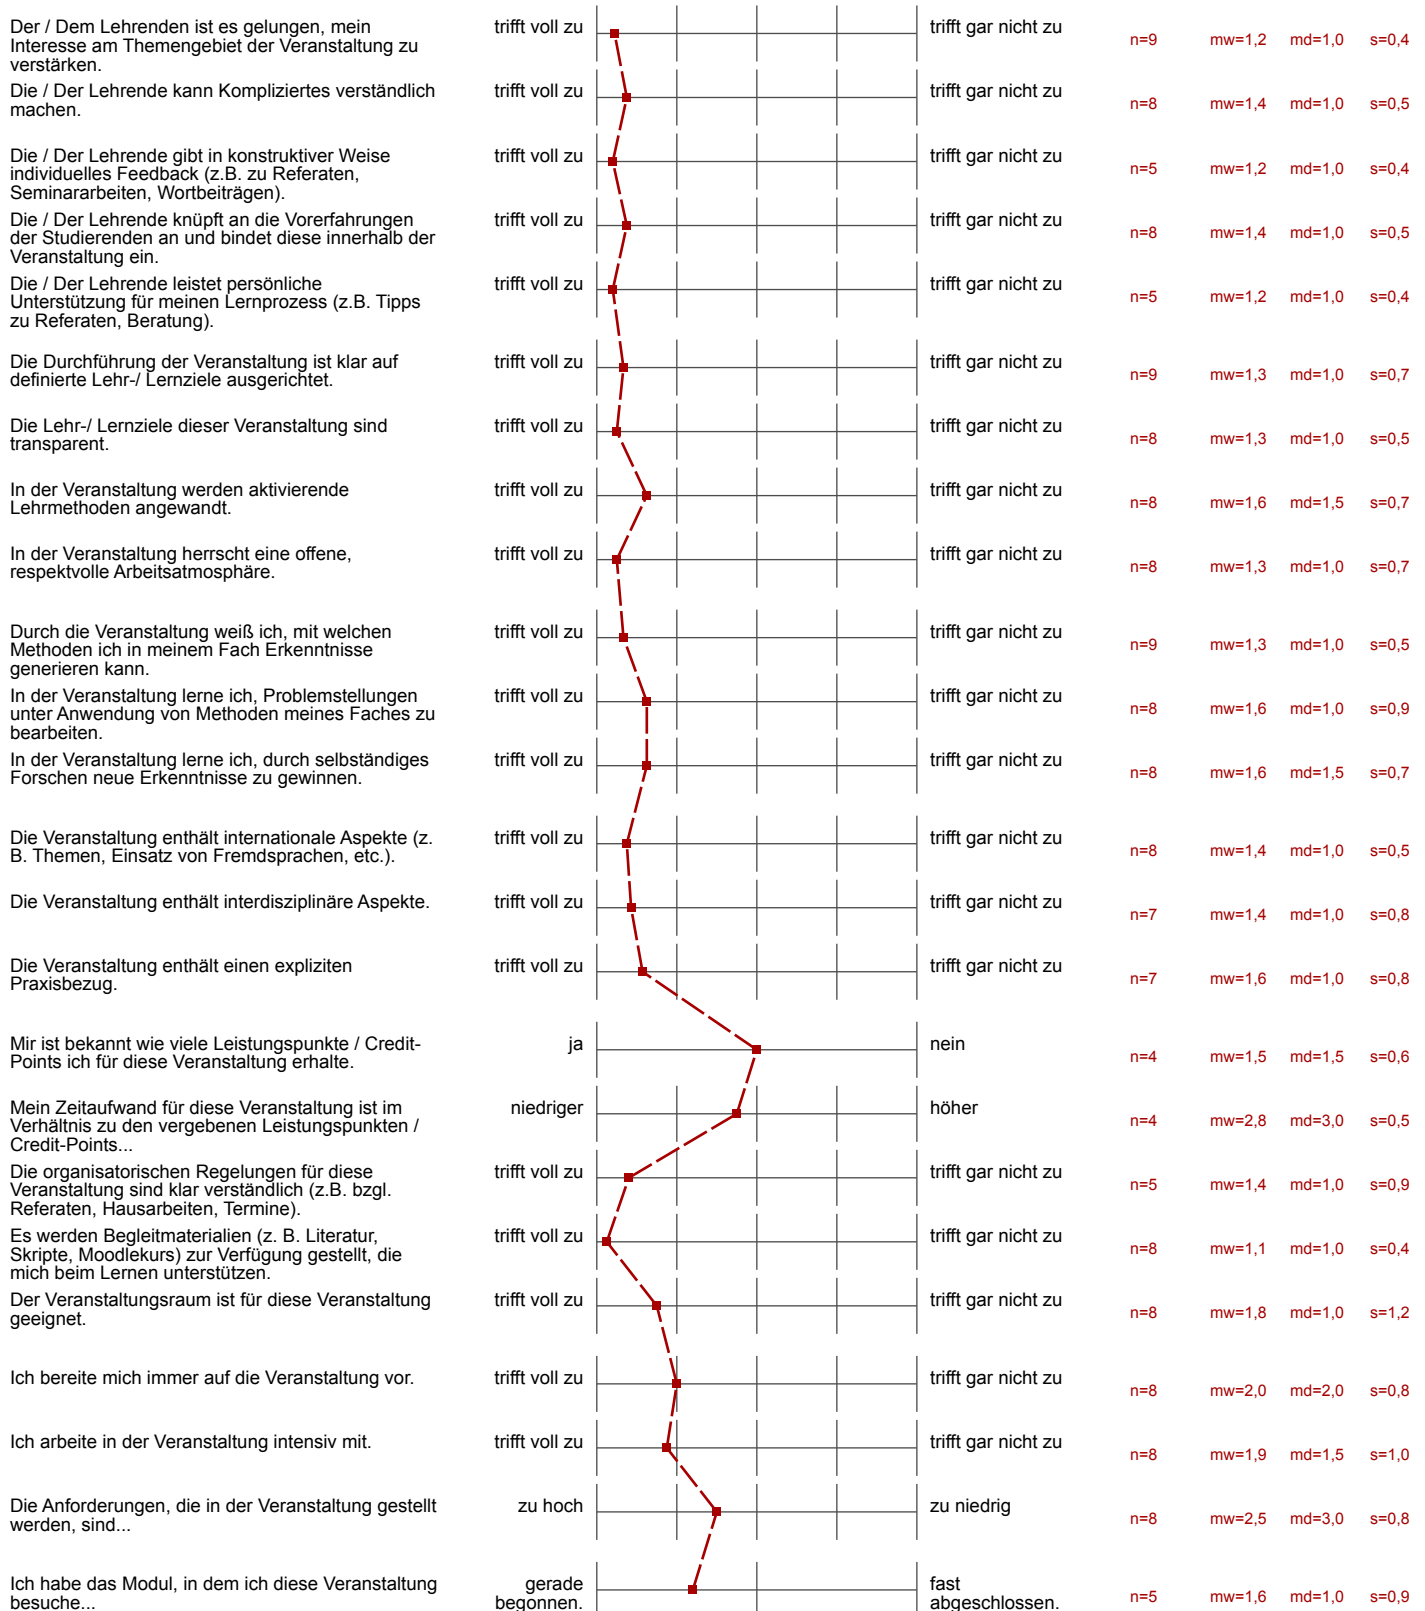 Der / Dem Lehrenden ist es gelungen, mein
Interesse am Themengebiet der Veranstaltung zu
verstärken.
trifft voll zu
trifft gar nicht zu
n=9 mw=1,2 md=1,0 s=0,4
Die / Der Lehrende kann Kompliziertes verständlich
machen.
trifft voll zu
trifft gar nicht zu
n=8 mw=1,4 md=1,0 s=0,5
Die / Der Lehrende gibt in konstruktiver Weise
individuelles Feedback (z.B. zu Referaten,
Seminararbeiten, Wortbeiträgen).
trifft voll zu
trifft gar nicht zu
n=5 mw=1,2 md=1,0 s=0,4
Die / Der Lehrende knüpft an die Vorerfahrungen
der Studierenden an und bindet diese innerhalb der
Veranstaltung ein.
trifft voll zu
trifft gar nicht zu
n=8 mw=1,4 md=1,0 s=0,5
Die / Der Lehrende leistet persönliche
Unterstützung für meinen Lernprozess (z.B. Tipps
zu Referaten, Beratung).
trifft voll zu
trifft gar nicht zu
n=5 mw=1,2 md=1,0 s=0,4
Die Durchführung der Veranstaltung ist klar auf
definierte Lehr-/ Lernziele ausgerichtet.
trifft voll zu
trifft gar nicht zu
n=9 mw=1,3 md=1,0 s=0,7
Die Lehr-/ Lernziele dieser Veranstaltung sind
transparent.
trifft voll zu
trifft gar nicht zu
n=8 mw=1,3 md=1,0 s=0,5
In der Veranstaltung werden aktivierende
Lehrmethoden angewandt.
trifft voll zu
trifft gar nicht zu
n=8 mw=1,6 md=1,5 s=0,7
In der Veranstaltung herrscht eine offene,
respektvolle Arbeitsatmosphäre.
trifft voll zu
trifft gar nicht zu
n=8 mw=1,3 md=1,0 s=0,7
Durch die Veranstaltung weiß ich, mit welchen
Methoden ich in meinem Fach Erkenntnisse
generieren kann.
trifft voll zu
trifft gar nicht zu
n=9 mw=1,3 md=1,0 s=0,5
In der Veranstaltung lerne ich, Problemstellungen
unter Anwendung von Methoden meines Faches zu
bearbeiten.
trifft voll zu
trifft gar nicht zu
n=8 mw=1,6 md=1,0 s=0,9
In der Veranstaltung lerne ich, durch selbständiges
Forschen neue Erkenntnisse zu gewinnen.
trifft voll zu
trifft gar nicht zu
n=8 mw=1,6 md=1,5 s=0,7
Die Veranstaltung enthält internationale Aspekte (z.
B. Themen, Einsatz von Fremdsprachen, etc.).
trifft voll zu
trifft gar nicht zu
n=8 mw=1,4 md=1,0 s=0,5
Die Veranstaltung enthält interdisziplinäre Aspekte.
trifft voll zu
trifft gar nicht zu
n=7 mw=1,4 md=1,0 s=0,8
Die Veranstaltung enthält einen expliziten
Praxisbezug.
trifft voll zu
trifft gar nicht zu
n=7 mw=1,6 md=1,0 s=0,8
Mir ist bekannt wie viele Leistungspunkte / Credit-
Points ich für diese Veranstaltung erhalte.
ja
nein
n=4 mw=1,5 md=1,5 s=0,6
Mein Zeitaufwand für diese Veranstaltung ist im
Verhältnis zu den vergebenen Leistungspunkten /
Credit-Points...
niedriger
höher
n=4 mw=2,8 md=3,0 s=0,5
Die organisatorischen Regelungen für diese
Veranstaltung sind klar verständlich (z.B. bzgl.
Referaten, Hausarbeiten, Termine).
trifft voll zu
trifft gar nicht zu
n=5 mw=1,4 md=1,0 s=0,9
Es werden Begleitmaterialien (z. B. Literatur,
Skripte, Moodlekurs) zur Verfügung gestellt, die
mich beim Lernen unterstützen.
trifft voll zu
trifft gar nicht zu
n=8 mw=1,1 md=1,0 s=0,4
Der Veranstaltungsraum ist für diese Veranstaltung
geeignet.
trifft voll zu
trifft gar nicht zu
n=8 mw=1,8 md=1,0 s=1,2
Ich bereite mich immer auf die Veranstaltung vor.
trifft voll zu
trifft gar nicht zu
n=8 mw=2,0 md=2,0 s=0,8
Ich arbeite in der Veranstaltung intensiv mit.
trifft voll zu
trifft gar nicht zu
n=8 mw=1,9 md=1,5 s=1,0
Die Anforderungen, die in der Veranstaltung gestellt
werden, sind...
zu hoch
zu niedrig
n=8 mw=2,5 md=3,0 s=0,8
Ich habe das Modul, in dem ich diese Veranstaltung
besuche...
gerade
begonnen.
fast
abgeschlossen.
n=5 mw=1,6 md=1,0 s=0,9